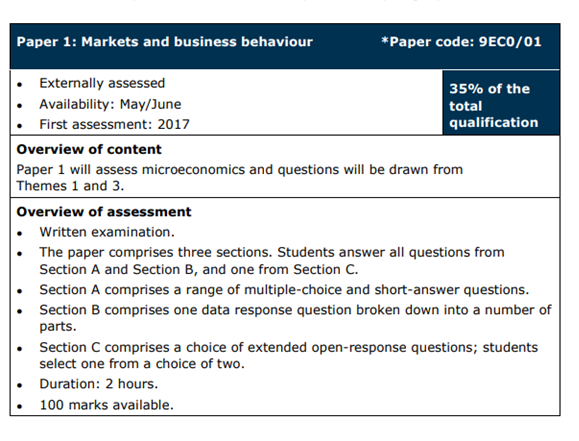 Paper 1: Markets and business behaviour *Paper code: 9EC0/01
• Externally assessed
• Availability: May/June
• First assessment: 2017
35% of the
total
qualification
Overview of content
Paper 1 will assess microeconomics and questions will be drawn from
Themes 1 and 3.
Overview of assessment
• Written examination.
• The paper comprises three sections. Students answer all questions from
Section A and Section B, and one from Section C.
• Section A comprises a range of multiple-choice and short-answer questions.
• Section B comprises one data response question broken down into a number of
parts.
• Section C comprises a choice of extended open-response questions; students
select one from a choice of two.
• Duration: 2 hours.
• 100 marks available.